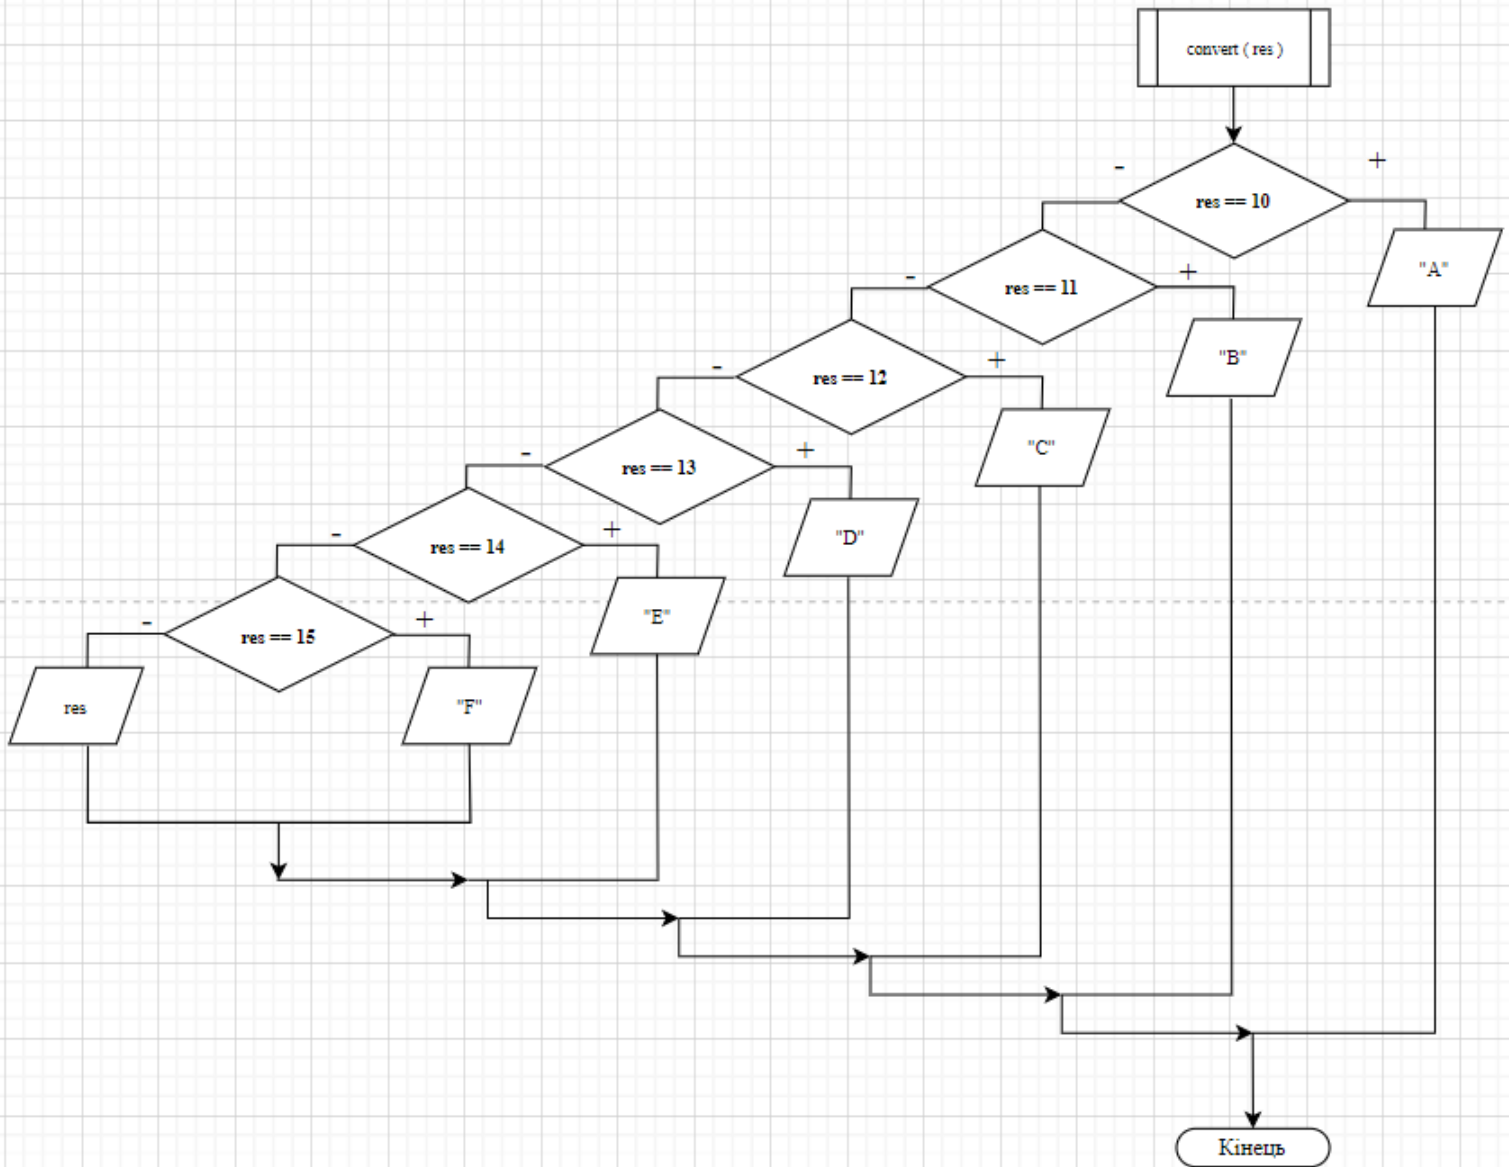 convert ( res )
-
+
res == 10
"A"
-
+
res == 11
"B"
-
+
res == 12
"C"
-
+
res == 13
"D"
-
+
res == 14
"E"
-
+
res == 15
res
"F"
Кінець